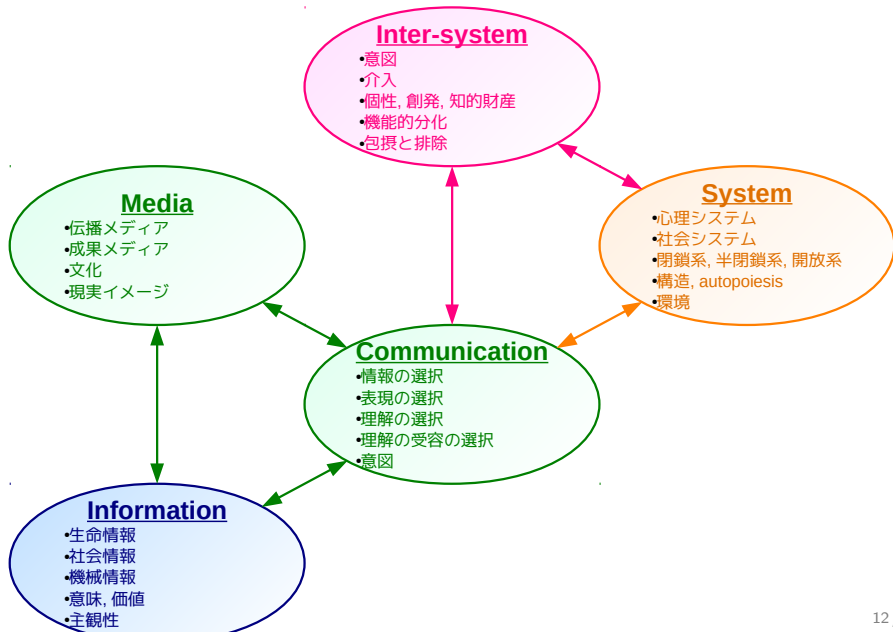 Inter-system
•意図
•介入
•個性, 創発, 知的財産
•機能的分化
•包摂と排除
Media
•伝播メディア
•成果メディア
•文化
•現実イメージ
System
•心理システム
•社会システム
•閉鎖系, 半閉鎖系, 開放系
•構造, autopoiesis
•環境
Communication
•情報の選択
•表現の選択
•理解の選択
•理解の受容の選択
•意図
Information
•生命情報
•社会情報
•機械情報
•意味, 価値
•主観性
12